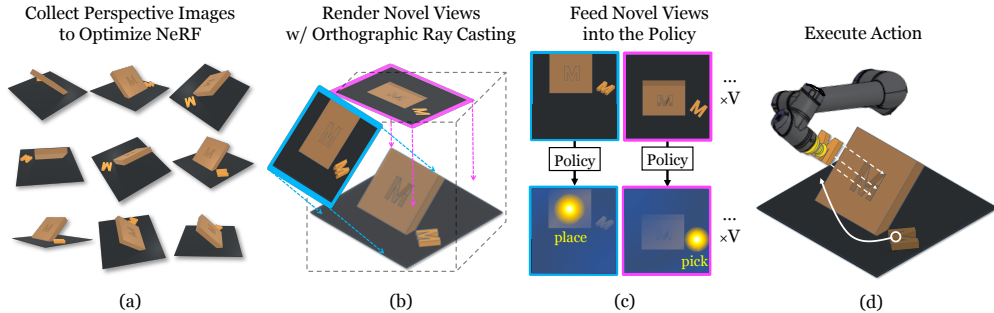 Collect Perspective Images
to Optimize NeRF
Render Novel Views
w/ Orthographic Ray Casting
Feed Novel Views
into the Policy
Execute Action
M
M
M
M
M
M
M
M
...
×V
Policy
Policy
place
pick
...
×V
M
(a)
(b)
(c)
(d)